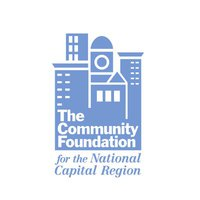 The
Community
Foundation
for the National
Capital Region